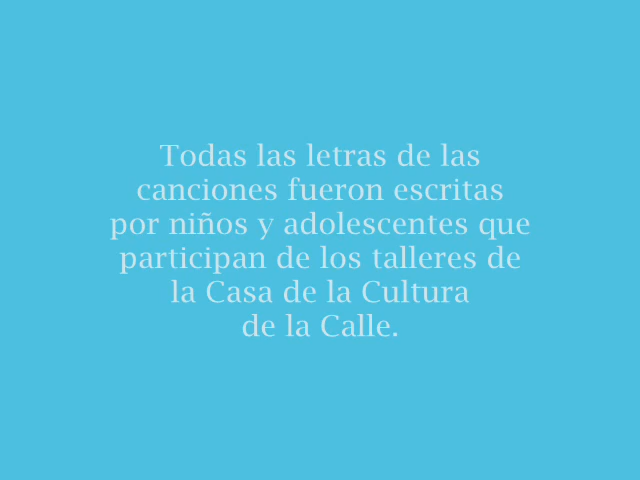 Todas las letras de las
canciones fueron escritas
por niños y adolescentes que
participan de los talleres de
la Casa de la Cultura
de la Calle.